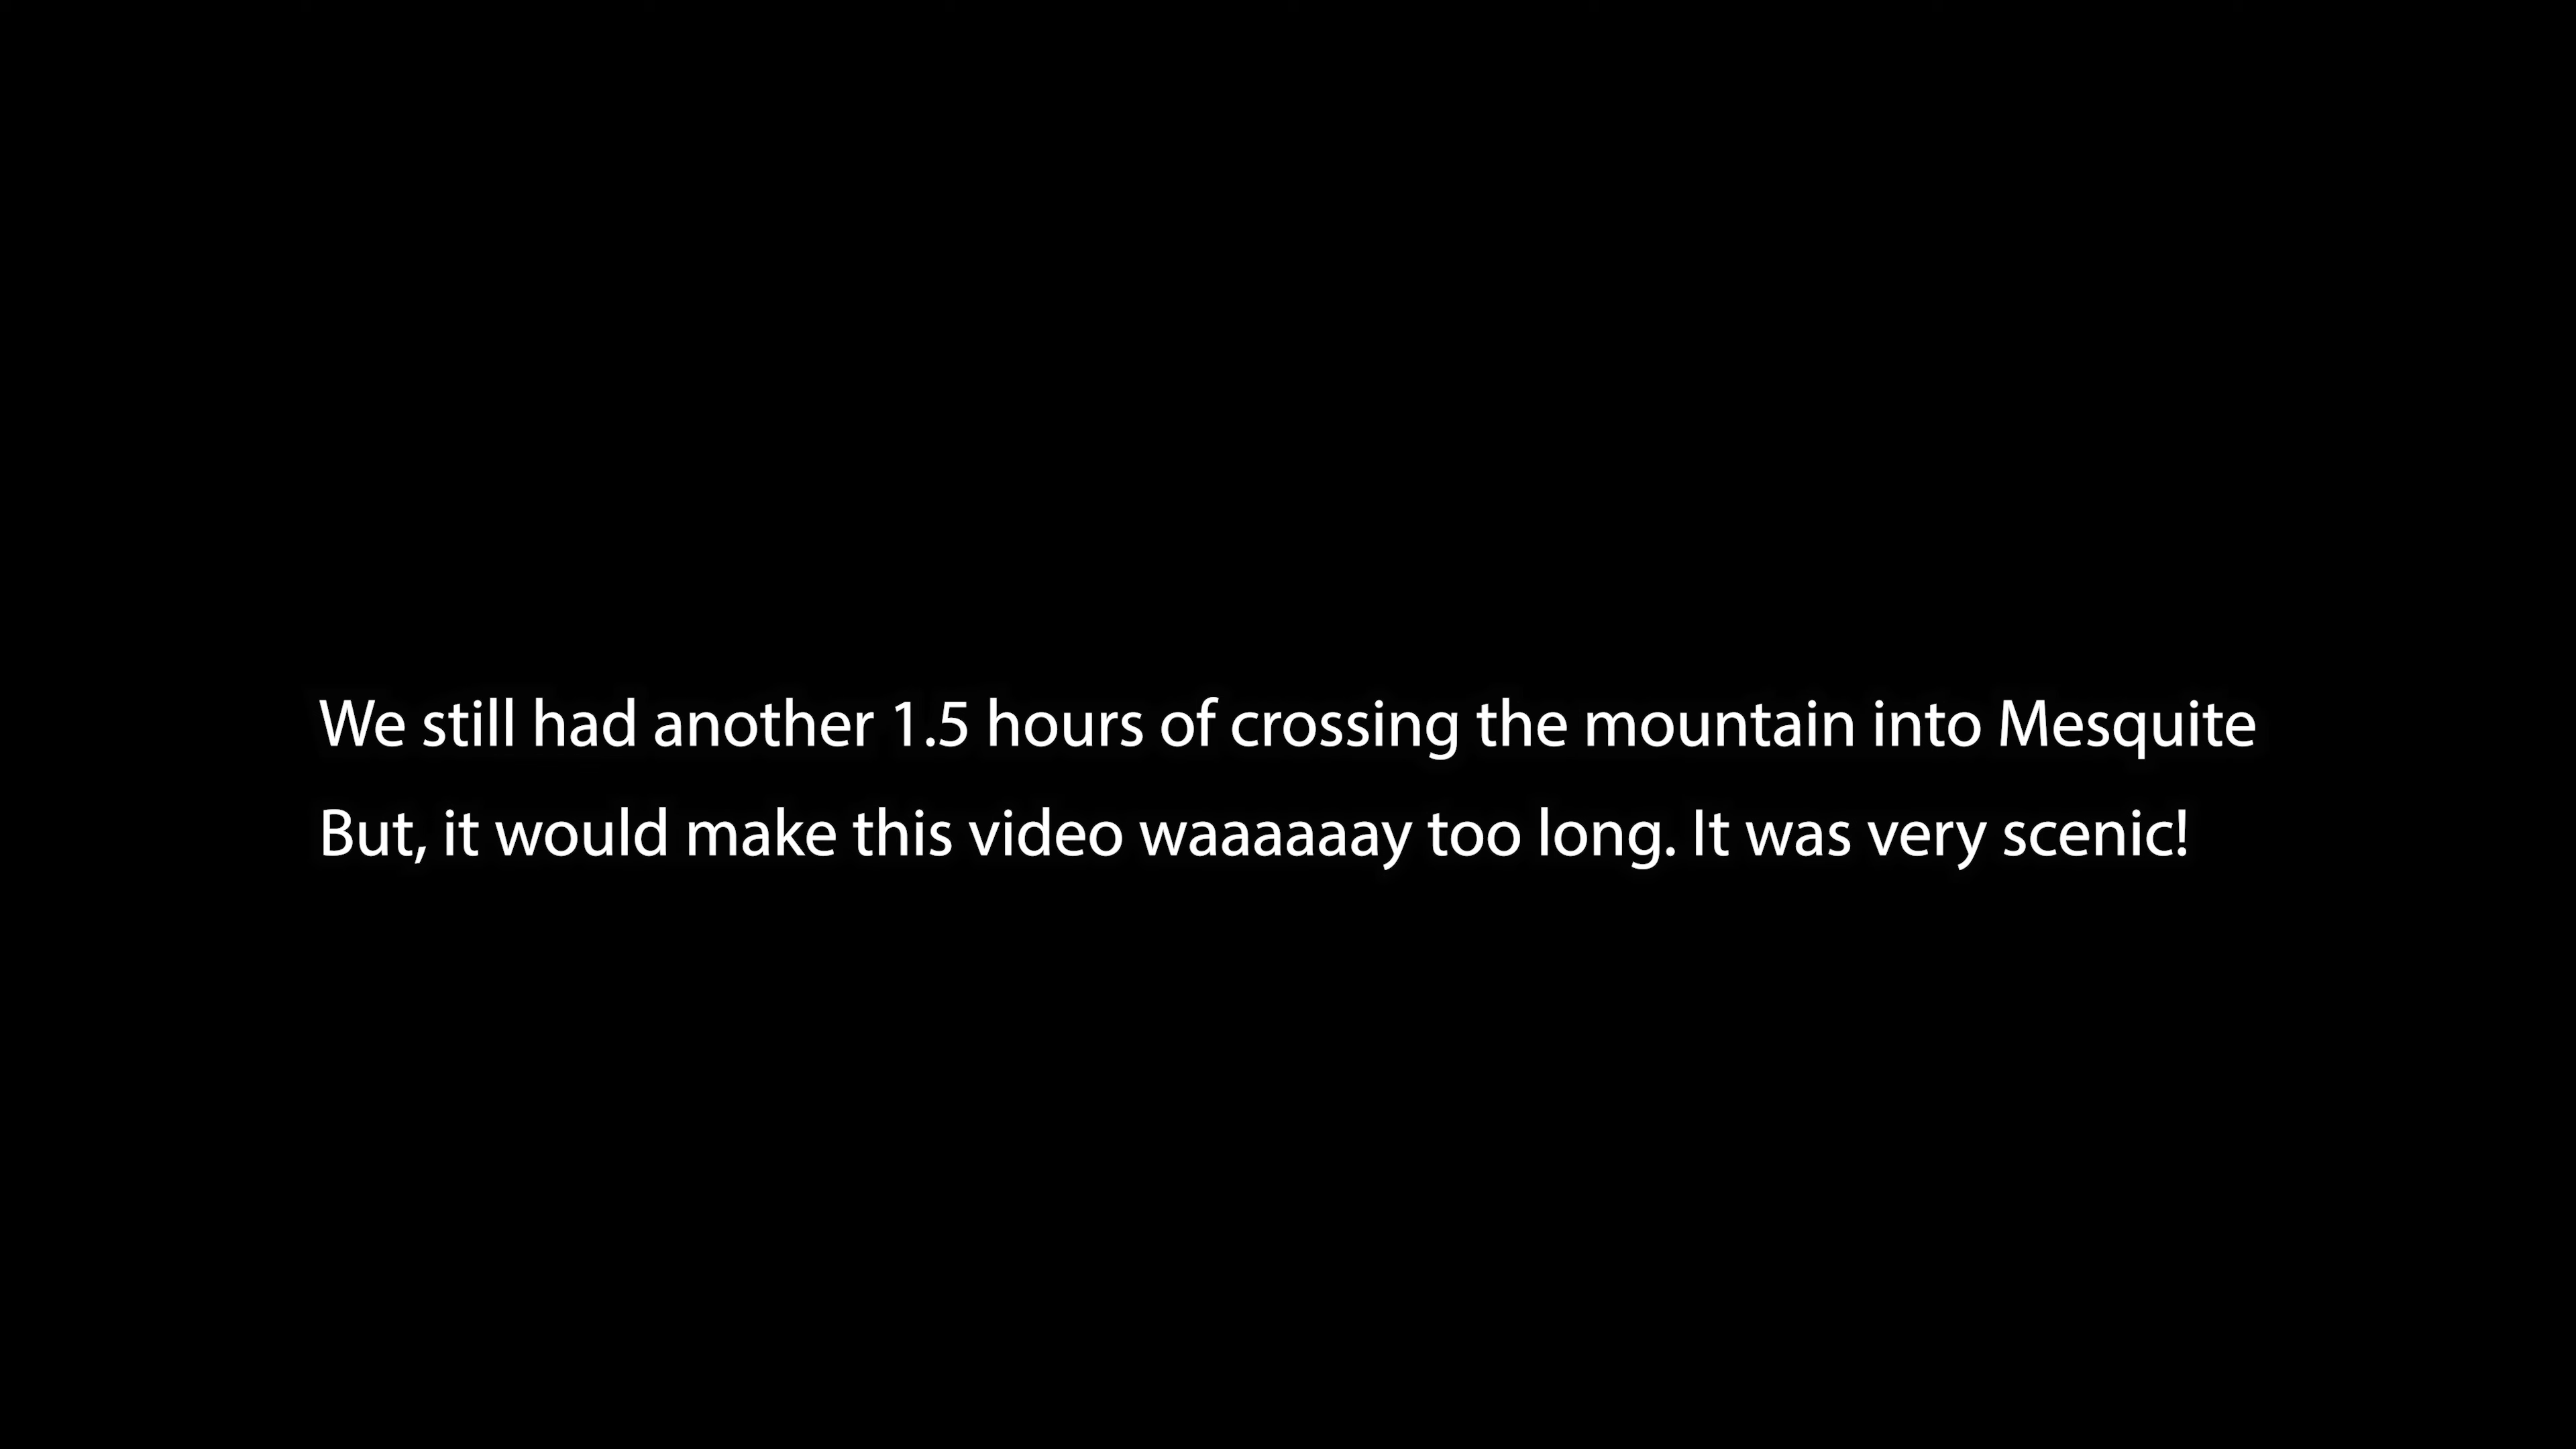 We still had another 1.5 hours of crossing the mountain into Mesquite
But, it would make this video waaaaaay too long. It was very scenic!